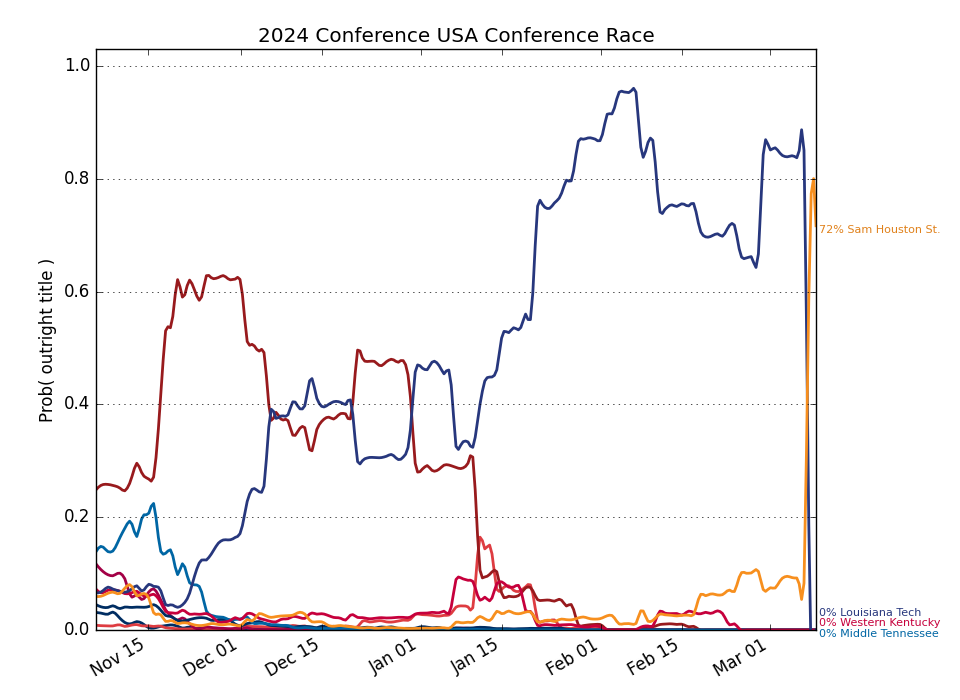 2024 Conference USA Conference Race
Prob( outright title )
1.0
0.8
0.6
0.4
0.2
0.0
Nov 15
Dec 01
Dec 15
Jan 01
Jan 15
Feb 01
Feb 15
Mar 01
72% Sam Houston St.
0% Louisiana Tech
0% Western Kentucky
0% Middle Tennessee